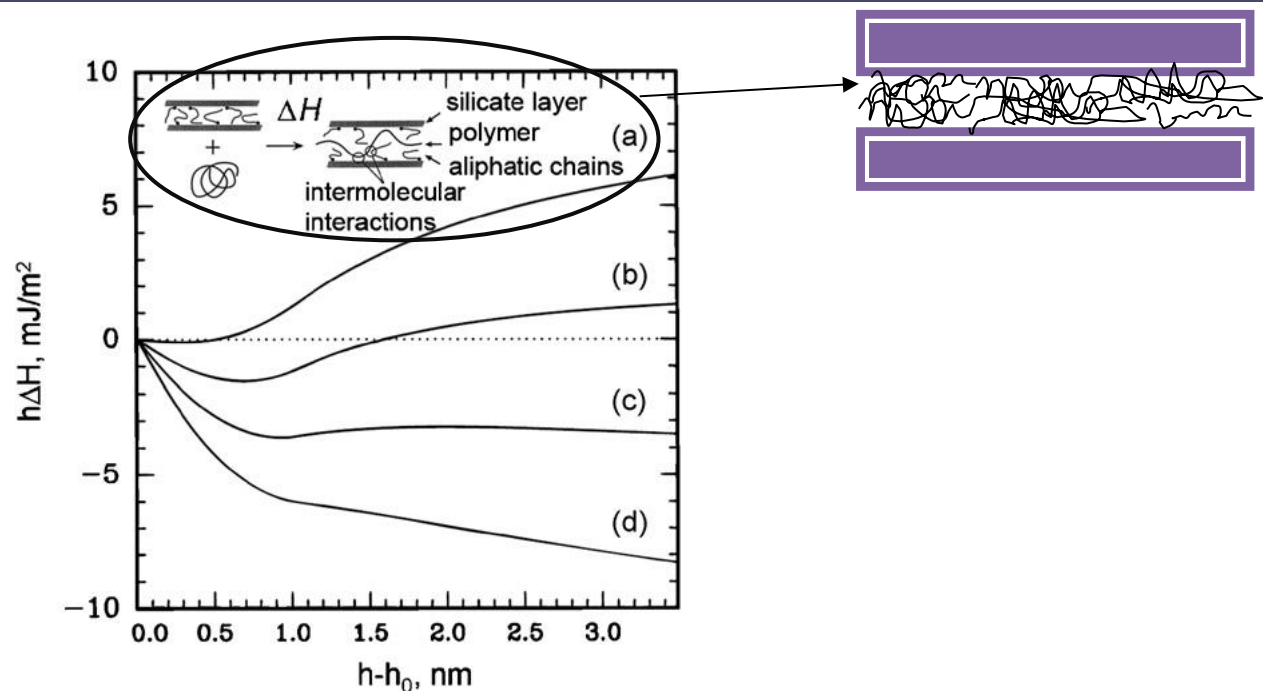 10
5
0
−5
−10
hΔH, mJ/m²
ΔH
+
silicate layer
polymer
aliphatic chains
intermolecular
interactions
(a)
(b)
(c)
(d)
0.0 0.5 1.0 1.5 2.0 2.5 3.0
h-h₀, nm